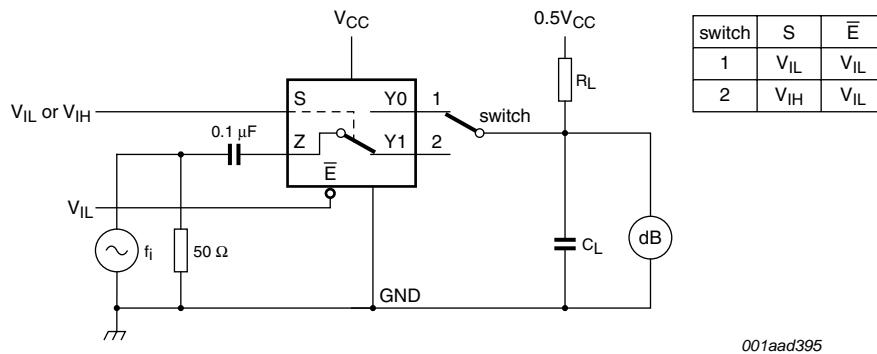 VCC
0.5VCC
switch S E̅
1 VIL VIL
2 VIH VIL
RL
S Y0 1
switch
VIL or VIH
0.1 μF
Z Y1 2
E̅
VIL
fi
50 Ω
CL
dB
GND
001aad395